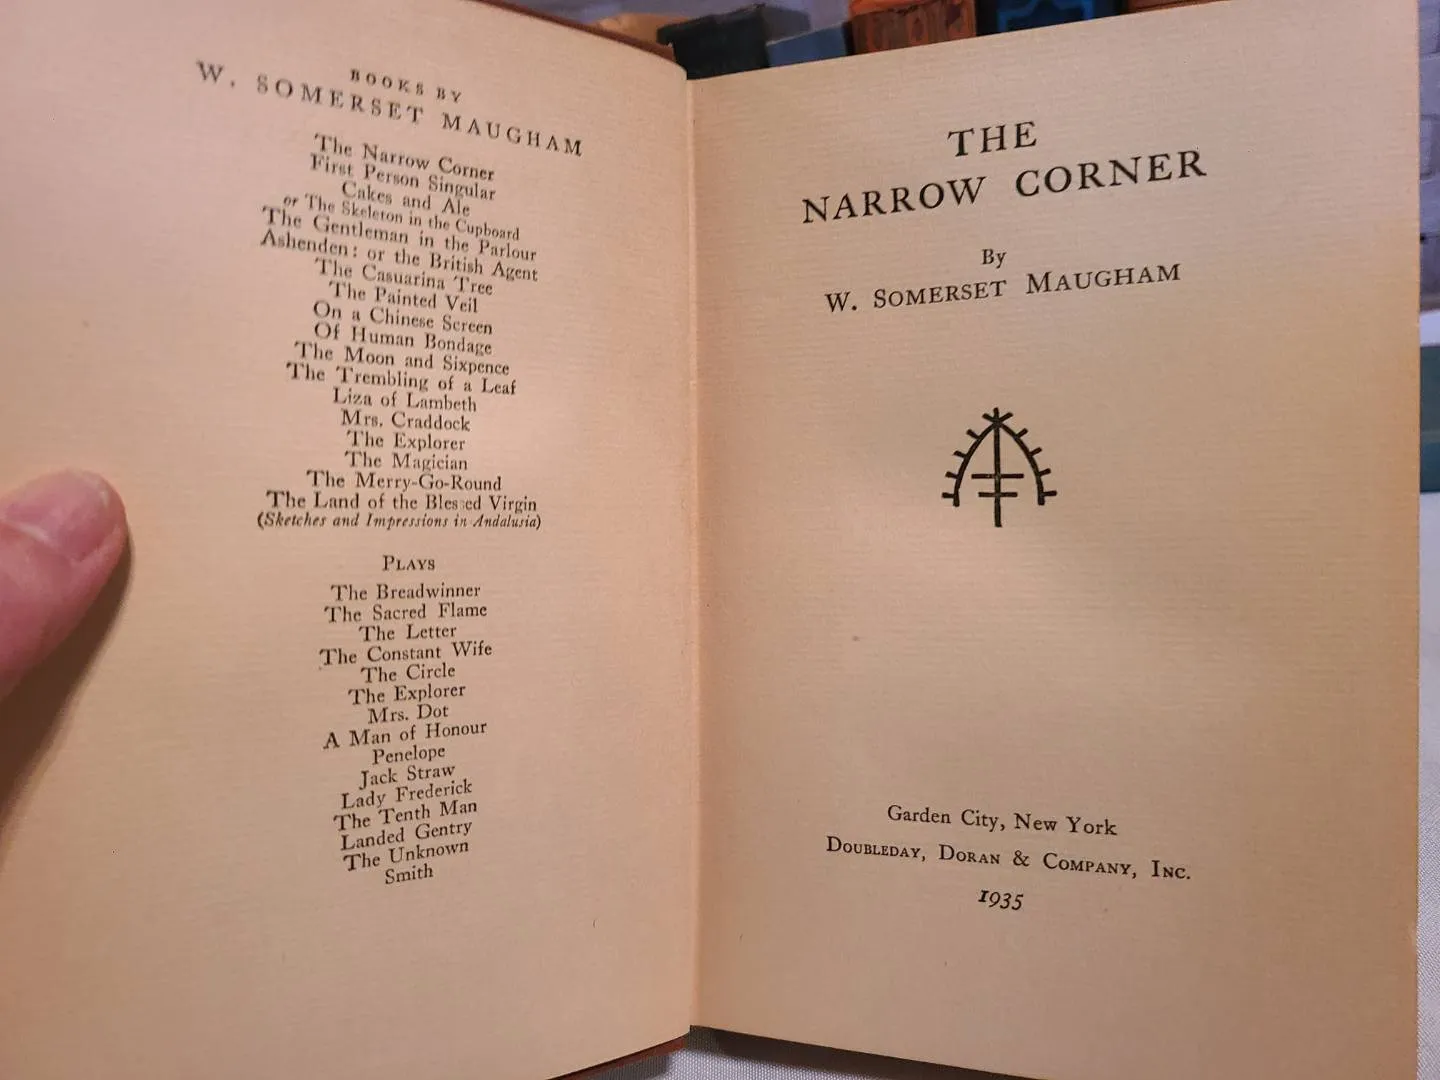 BOOKS BY
W. SOMERSET MAUGHAM
The Narrow Corner
First Person Singular
Cakes and Ale
or The Skeleton in the Cupboard
The Gentleman in the Parlour
Ashenden: or the British Agent
The Casuarina Tree
The Painted Veil
On a Chinese Screen
Of Human Bondage
The Moon and Sixpence
The Trembling of a Leaf
Liza of Lambeth
Mrs. Craddock
The Explorer
The Magician
The Merry-Go-Round
The Land of the Blessed Virgin
(Sketches and Impressions in Andalusia)
PLAYS
The Breadwinner
The Sacred Flame
The Letter
The Constant Wife
The Circle
The Explorer
Mrs. Dot
A Man of Honour
Penelope
Jack Straw
Lady Frederick
The Tenth Man
Landed Gentry
The Unknown
Smith
THE
NARROW CORNER
By
W. SOMERSET MAUGHAM
Garden City, New York
DOUBLEDAY, DORAN & COMPANY, INC.
1935